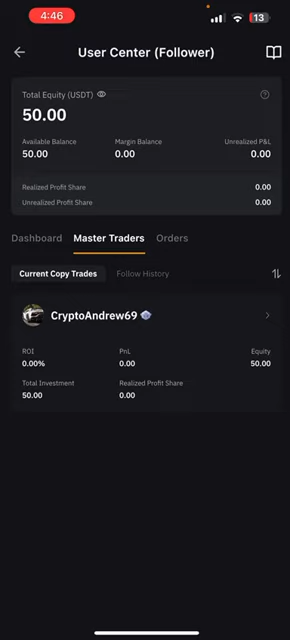 4:46
13
User Center (Follower)
Total Equity (USDT)
50.00
Available Balance Margin Balance Unrealized P&L
50.00 0.00 0.00
Realized Profit Share 0.00
Unrealized Profit Share 0.00
Dashboard Master Traders Orders
Current Copy Trades Follow History
CryptoAndrew69
ROI PnL Equity
0.00% 0.00 50.00
Total Investment Realized Profit Share
50.00 0.00